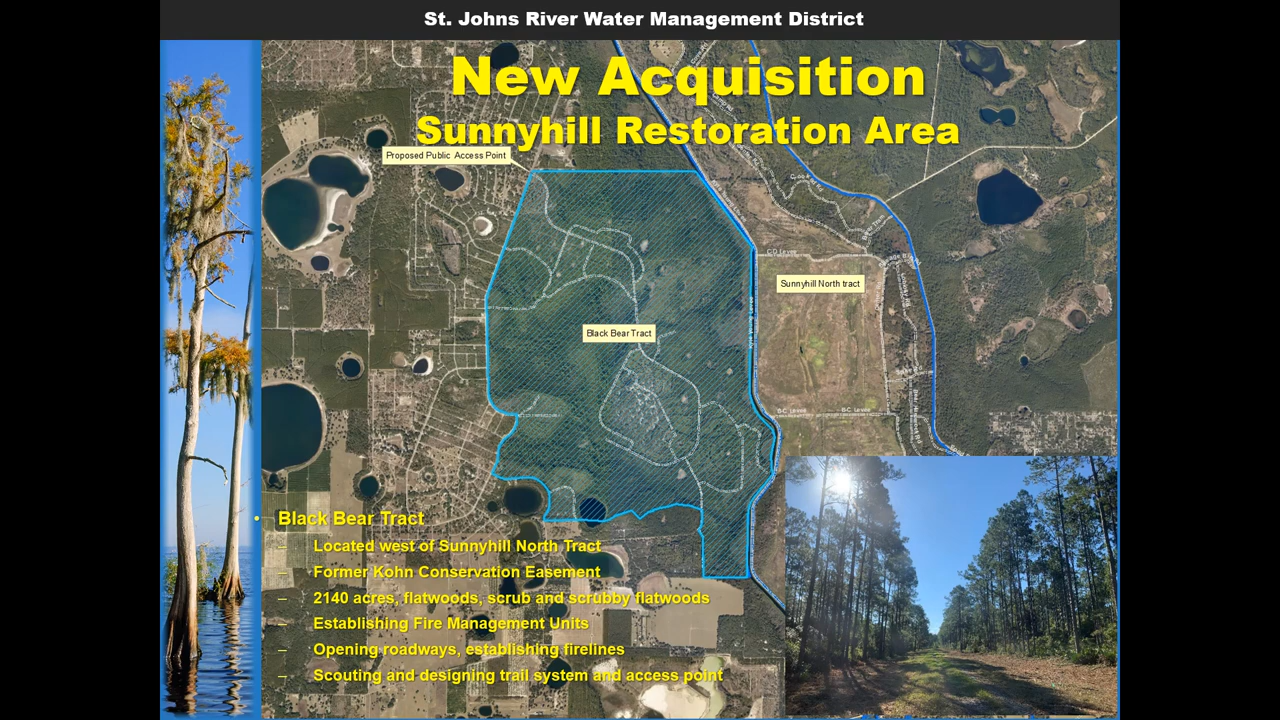 St. Johns River Water Management District
New Acquisition
Sunnyhill Restoration Area
Proposed Public Access Point
C.D Levee
Sunnyhill North tract
Black Bear Tract
B-C. Levee B-C. Levee
• Black Bear Tract
– Located west of Sunnyhill North Tract
– Former Kohn Conservation Easement
– 2140 acres, flatwoods, scrub and scrubby flatwoods
– Establishing Fire Management Units
– Opening roadways, establishing firelines
– Scouting and designing trail system and access point